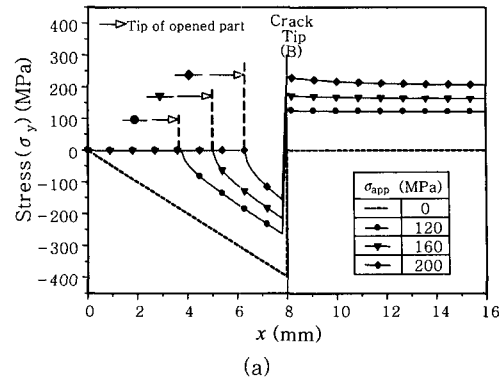 (a)
Tip of opened part
Crack
Tip
(B)
Stress(σy)(MPa)
500
400
300
200
100
0
−100
−200
−300
−400
σapp (MPa)
0
120
160
200
0 2 4 6 8 10 12 14 16
x (mm)
(a)